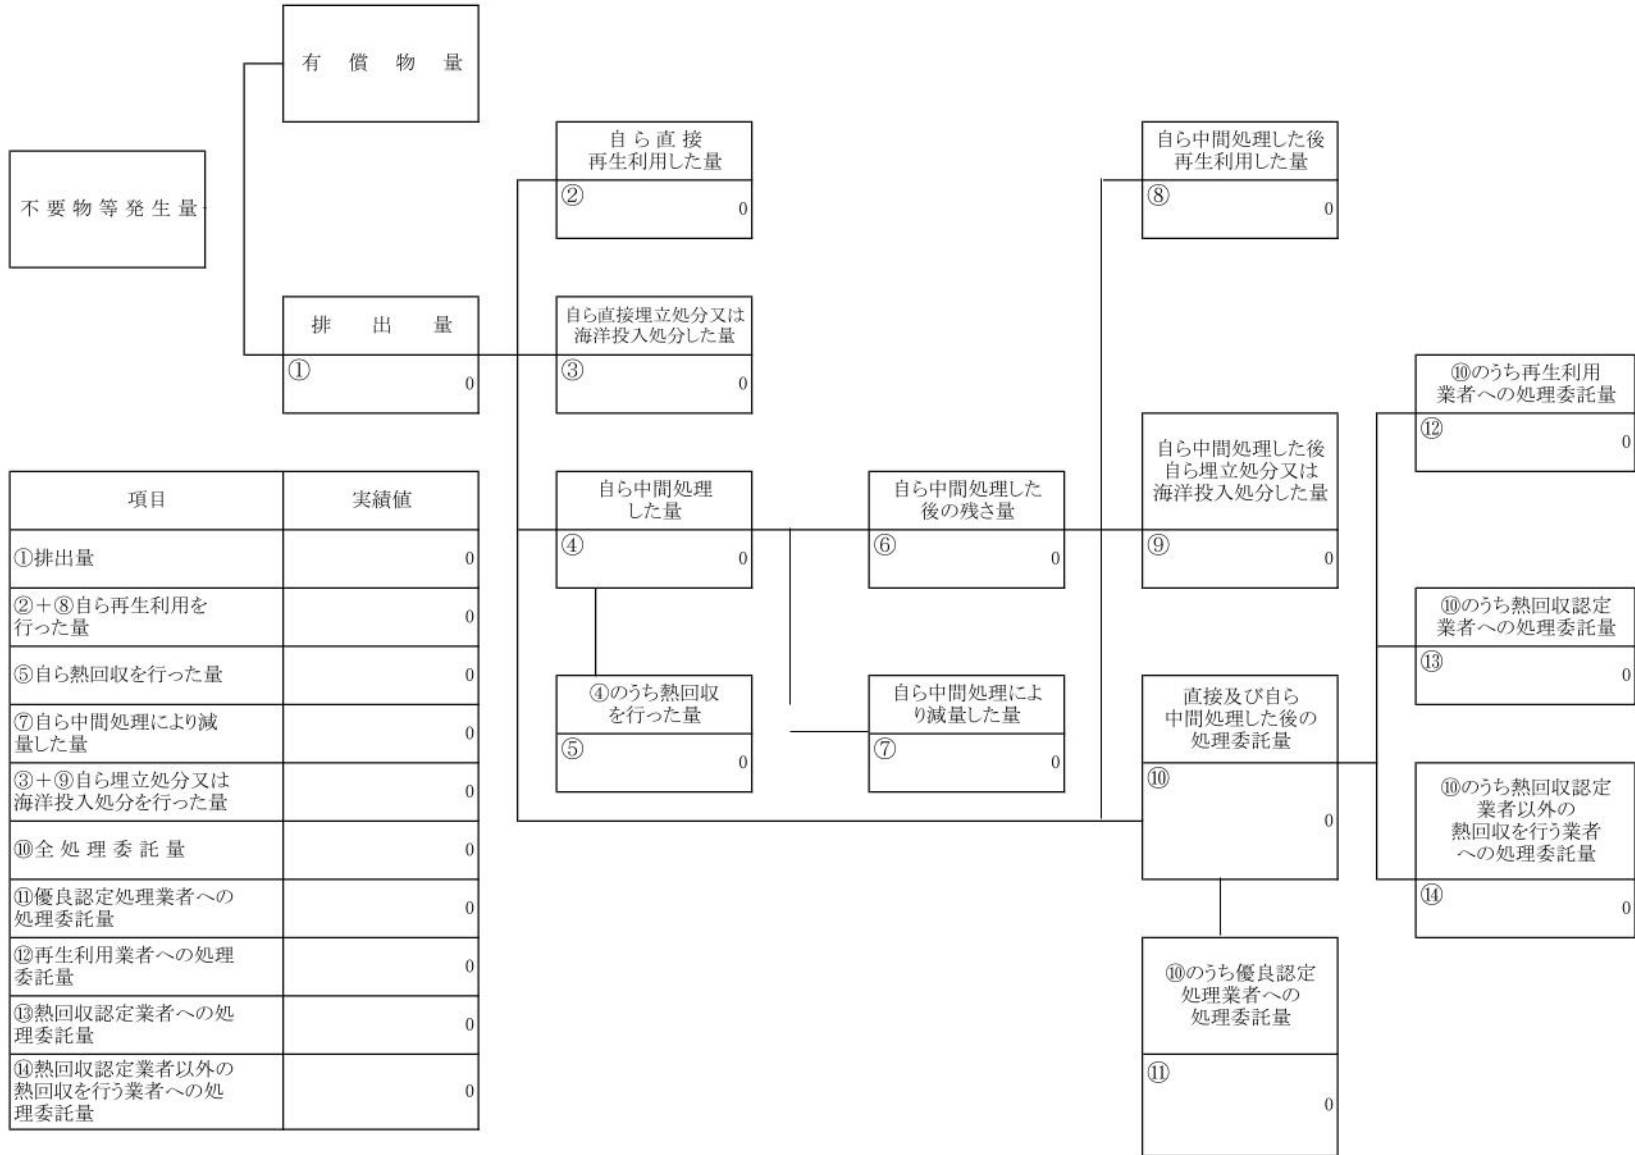 有償物量
不要物等発生量
排出量
①
0
自ら直接
再生利用した量
②
0
自ら直接埋立処分又は
海洋投入処分した量
③
0
自ら中間処理
した量
④
0
④のうち熱回収
を行った量
⑤
0
自ら中間処理した
後の残さ量
⑥
0
自ら中間処理によ
り減量した量
⑦
0
自ら中間処理した後
再生利用した量
⑧
0
自ら中間処理した後
自ら埋立処分又は
海洋投入処分した量
⑨
0
直接及び自ら
中間処理した後の
処理委託量
⑩
0
⑩のうち優良認定
処理業者への
処理委託量
⑪
0
⑩のうち再生利用
業者への処理委託量
⑫
0
⑩のうち熱回収認定
業者への処理委託量
⑬
0
⑩のうち熱回収認定
業者以外の
熱回収を行う業者
への処理委託量
⑭
0
項目 実績値
①排出量 0
②+⑧自ら再生利用を
行った量 0
⑤自ら熱回収を行った量 0
⑦自ら中間処理により減
量した量 0
③+⑨自ら埋立処分又は
海洋投入処分を行った量 0
⑩全処理委託量 0
⑪優良認定処理業者への
処理委託量 0
⑫再生利用業者への処理
委託量 0
⑬熱回収認定業者への処
理委託量 0
⑭熱回収認定業者以外の
熱回収を行う業者への処
理委託量 0